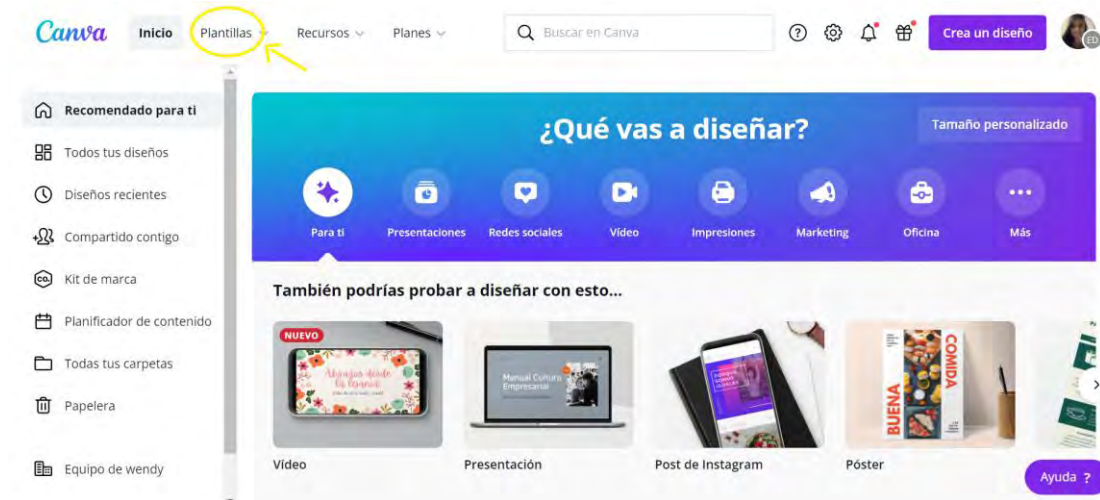 Canva
Inicio
Plantillas
Recursos
Planes
Buscar en Canva
Crea un diseño
ED
Recomendado para ti
Todos tus diseños
Diseños recientes
Compartido contigo
Kit de marca
Planificador de contenido
Todas tus carpetas
Papelera
Equipo de wendy
¿Qué vas a diseñar?
Tamaño personalizado
Para ti
Presentaciones
Redes sociales
Vídeo
Impresiones
Marketing
Oficina
Más
También podrías probar a diseñar con esto...
NUEVO
Abrazos desde
la lejanía
Manual Cultura
Empresarial
BUENA
COMIDA
Vídeo
Presentación
Post de Instagram
Póster
co.
Ayuda ?